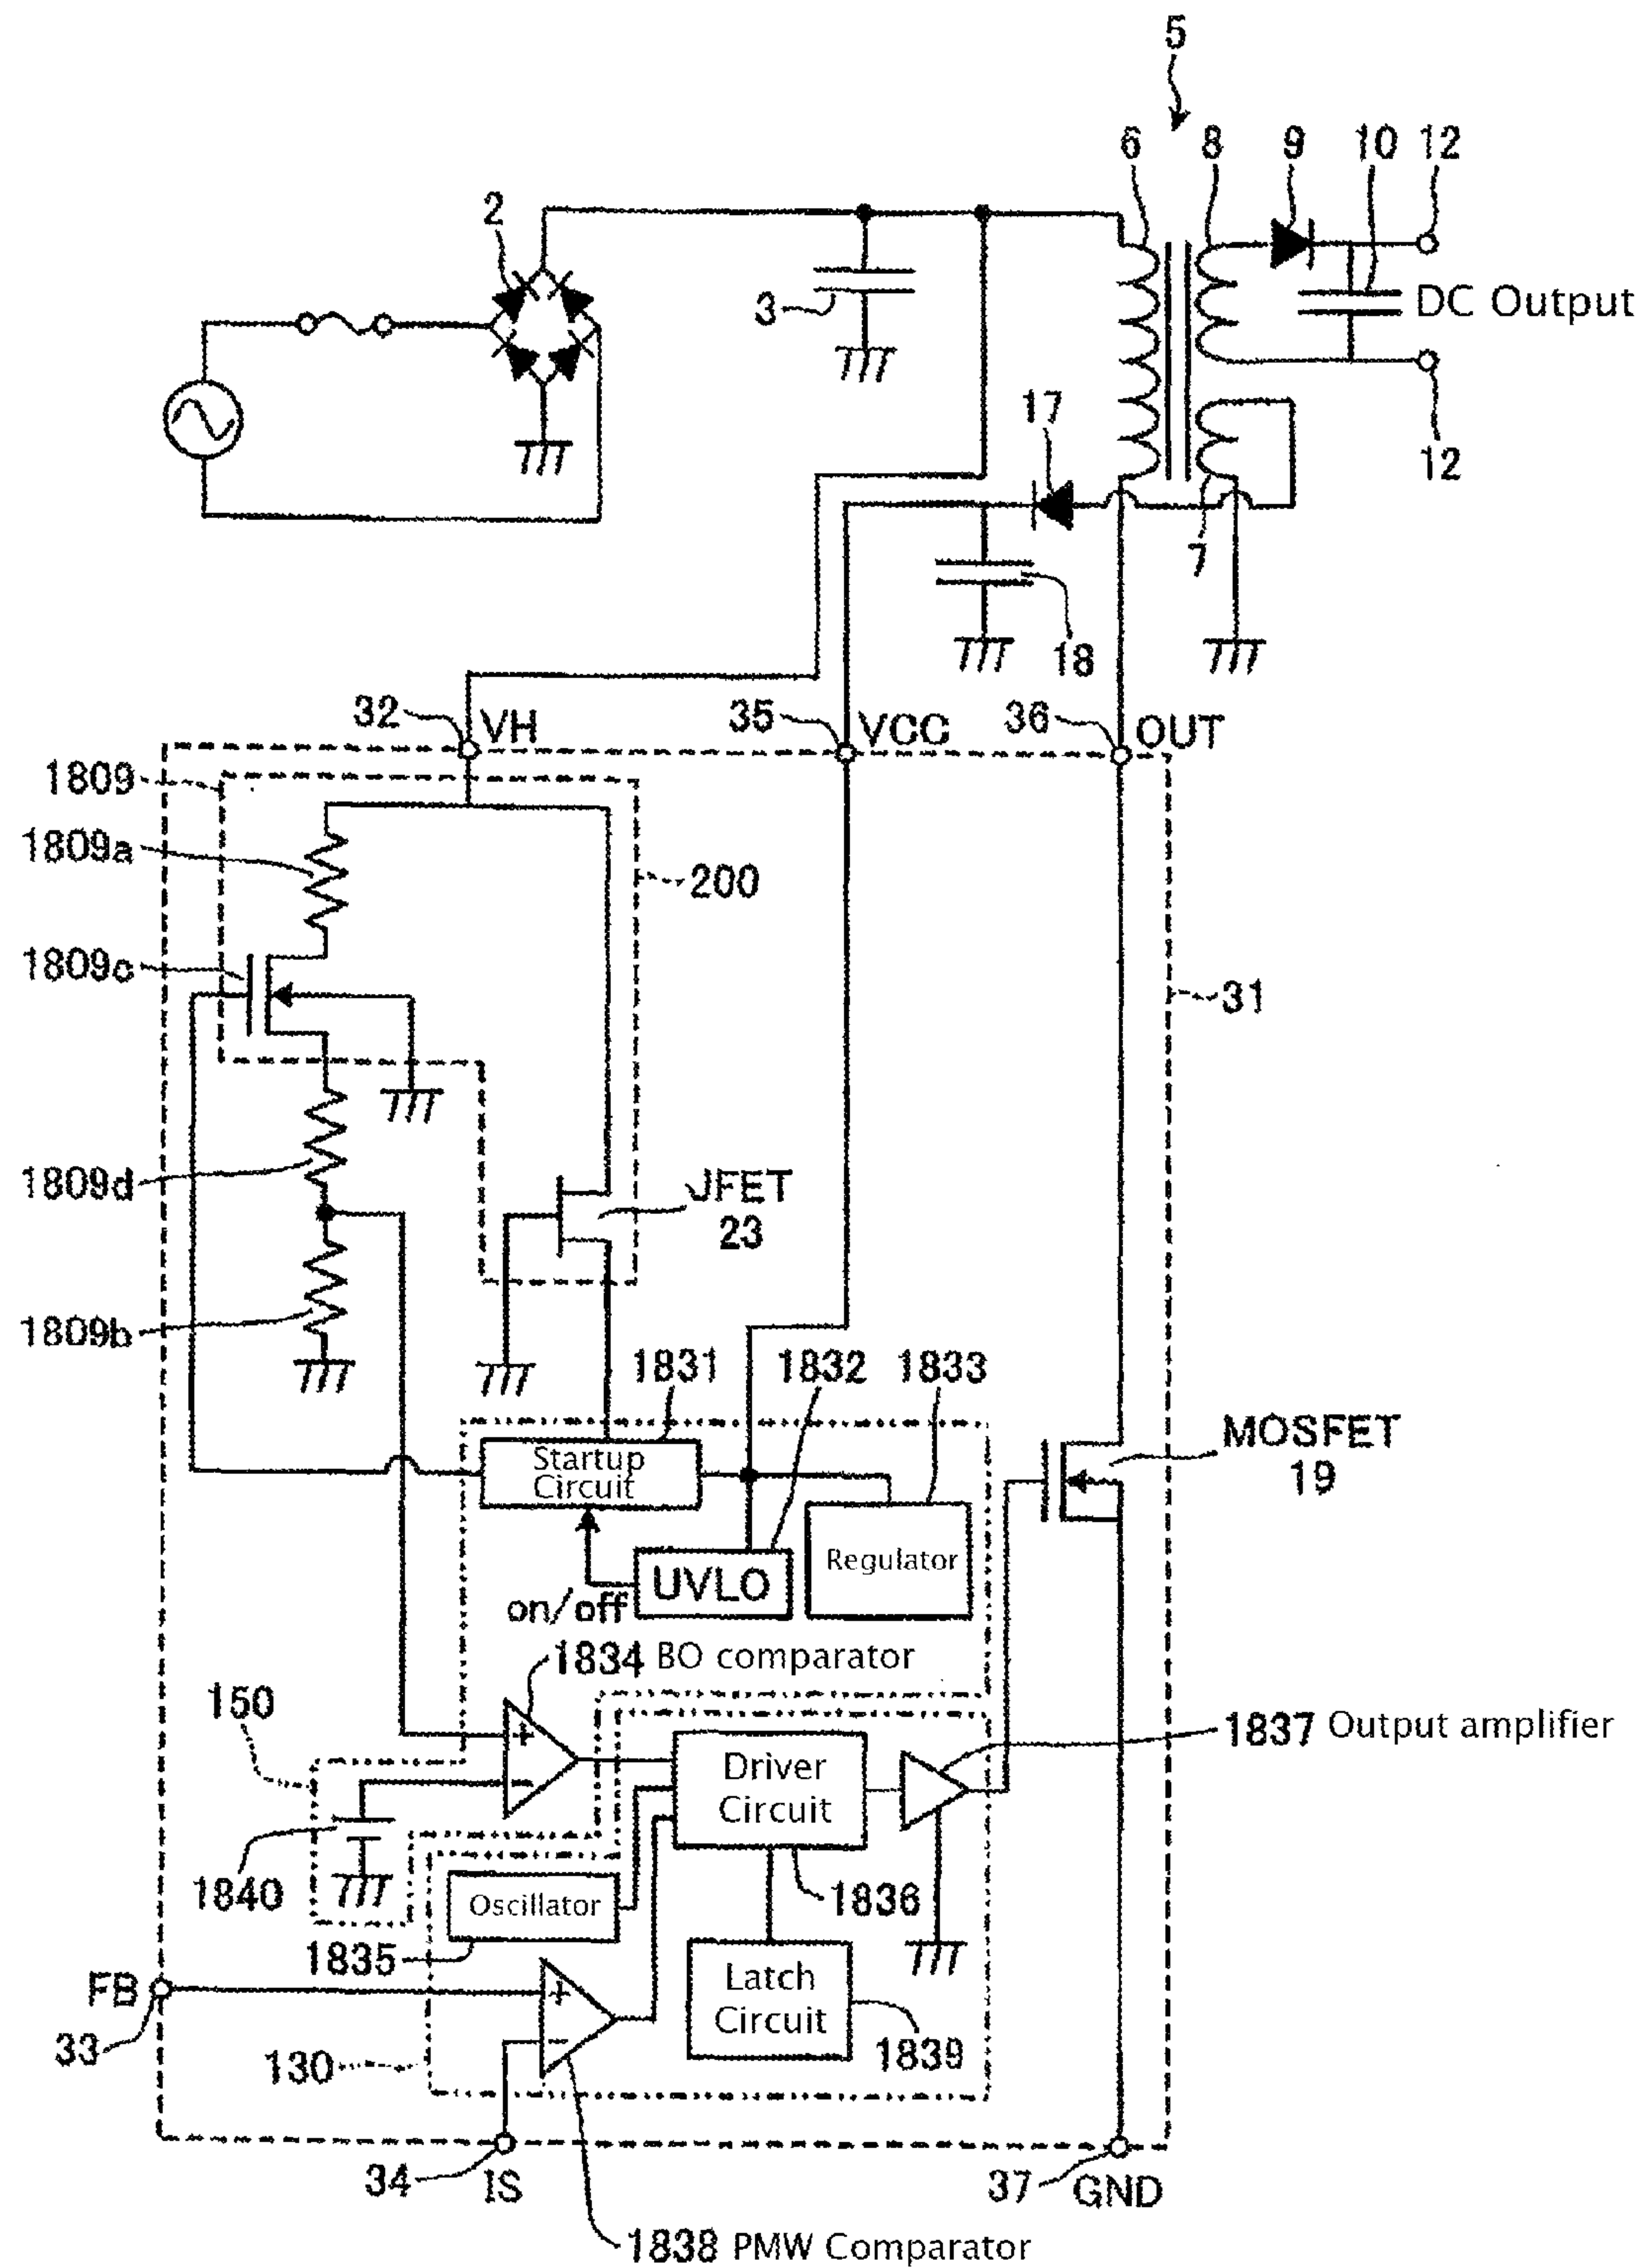 5
6
8
9
10
12
2
3
DC Output
17
12
7
18
32
VH
35
VCC
36
OUT
1809
1809a
200
1809c
31
1809d
JFET
23
1809b
1831
1832
1833
Startup
Circuit
MOSFET
19
Regulator
UVLO
on/off
1834 BO comparator
150
+
1837 Output amplifier
Driver
Circuit
−
1840
Oscillator
1836
1835
Latch
Circuit
FB
+
33
−
1839
130
34
IS
37
GND
1838 PMW Comparator